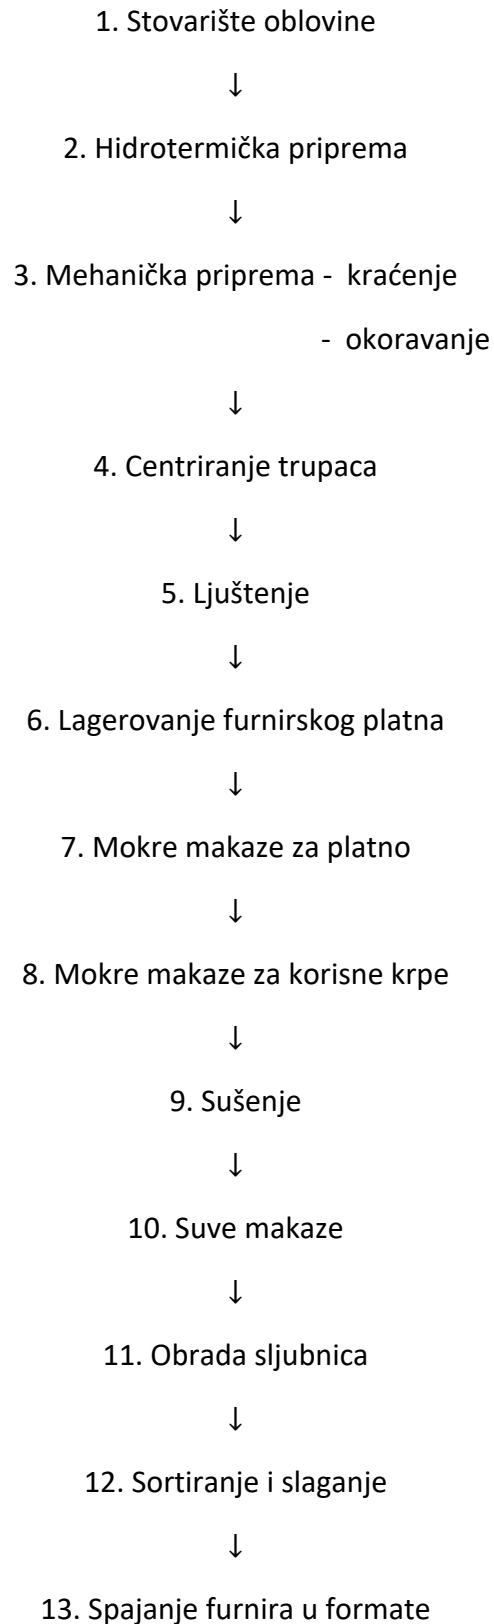 1. Stovarište oblovine
↓
2. Hidrotermička priprema
↓
3. Mehanička priprema - kraćenje
- okoravanje
↓
4. Centriranje trupaca
↓
5. Ljuštenje
↓
6. Lagerovanje furnirskog platna
↓
7. Mokre makaze za platno
↓
8. Mokre makaze za korisne krpe
↓
9. Sušenje
↓
10. Suve makaze
↓
11. Obrada sljubnica
↓
12. Sortiranje i slaganje
↓
13. Spajanje furnira u formate